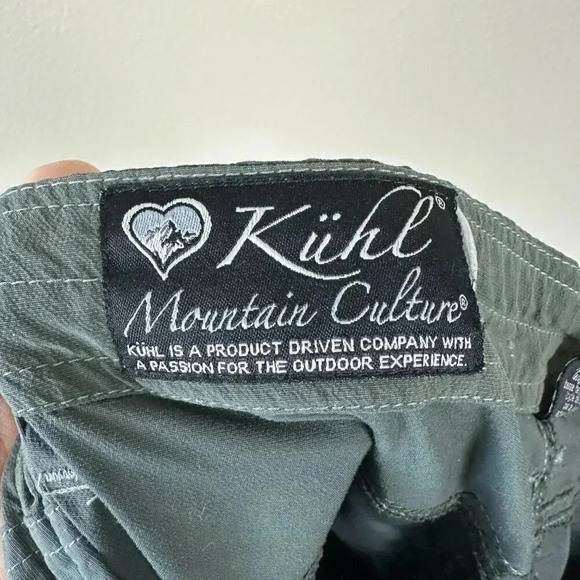 Kühl®
Mountain Culture®
KÜHL IS A PRODUCT DRIVEN COMPANY WITH
A PASSION FOR THE OUTDOOR EXPERIENCE.